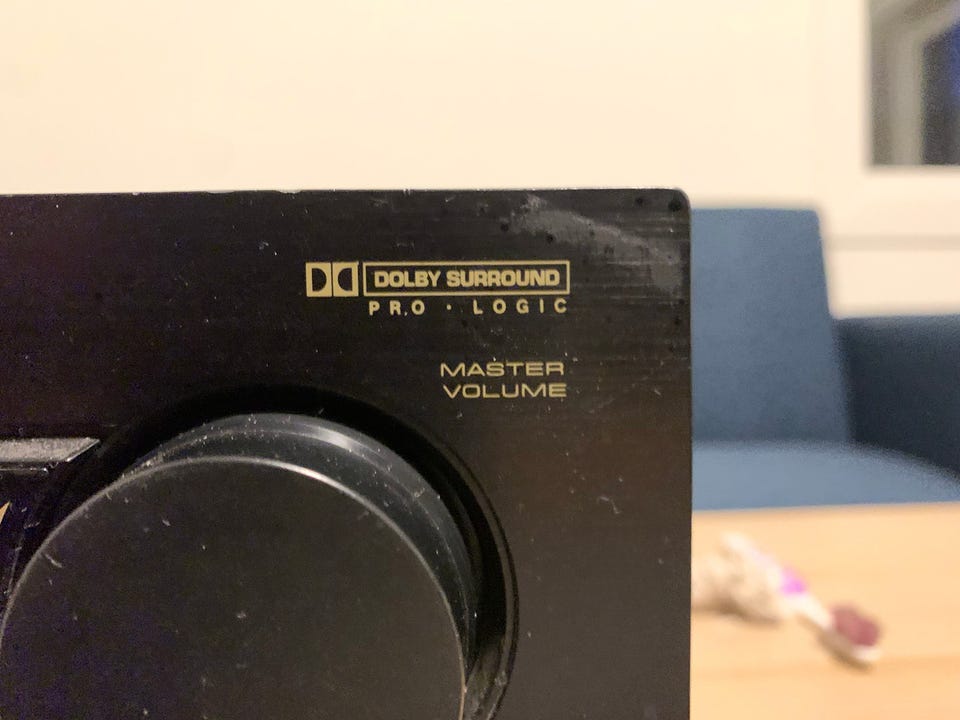 DOLBY SURROUND
PRO · LOGIC
MASTER
VOLUME